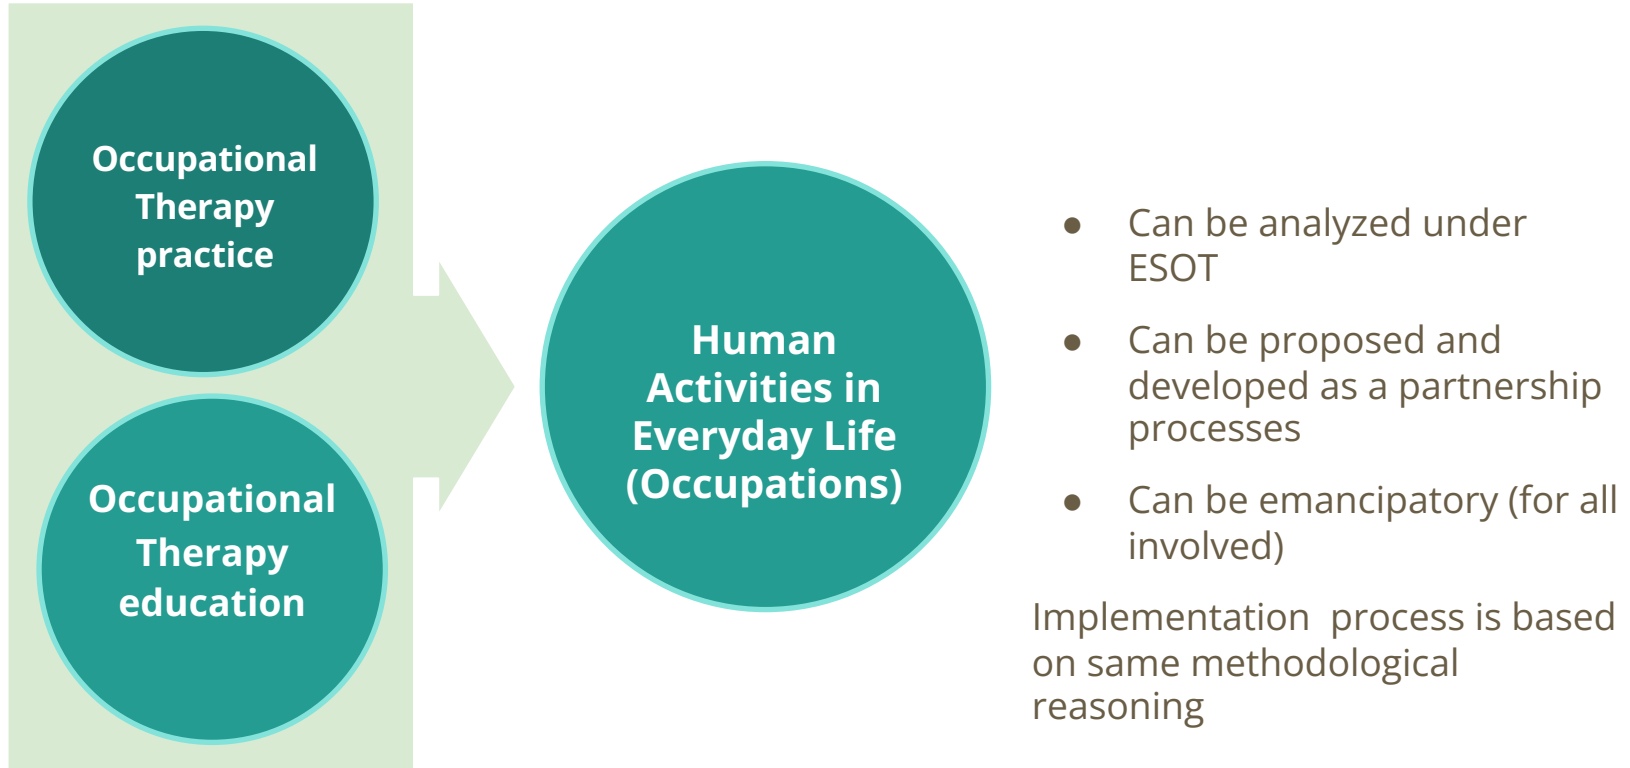 Occupational
Therapy
practice
Occupational
Therapy
education
Human
Activities in
Everyday Life
(Occupations)
● Can be analyzed under
ESOT
● Can be proposed and
developed as a partnership
processes
● Can be emancipatory (for all
involved)
Implementation  process is based
on same methodological
reasoning